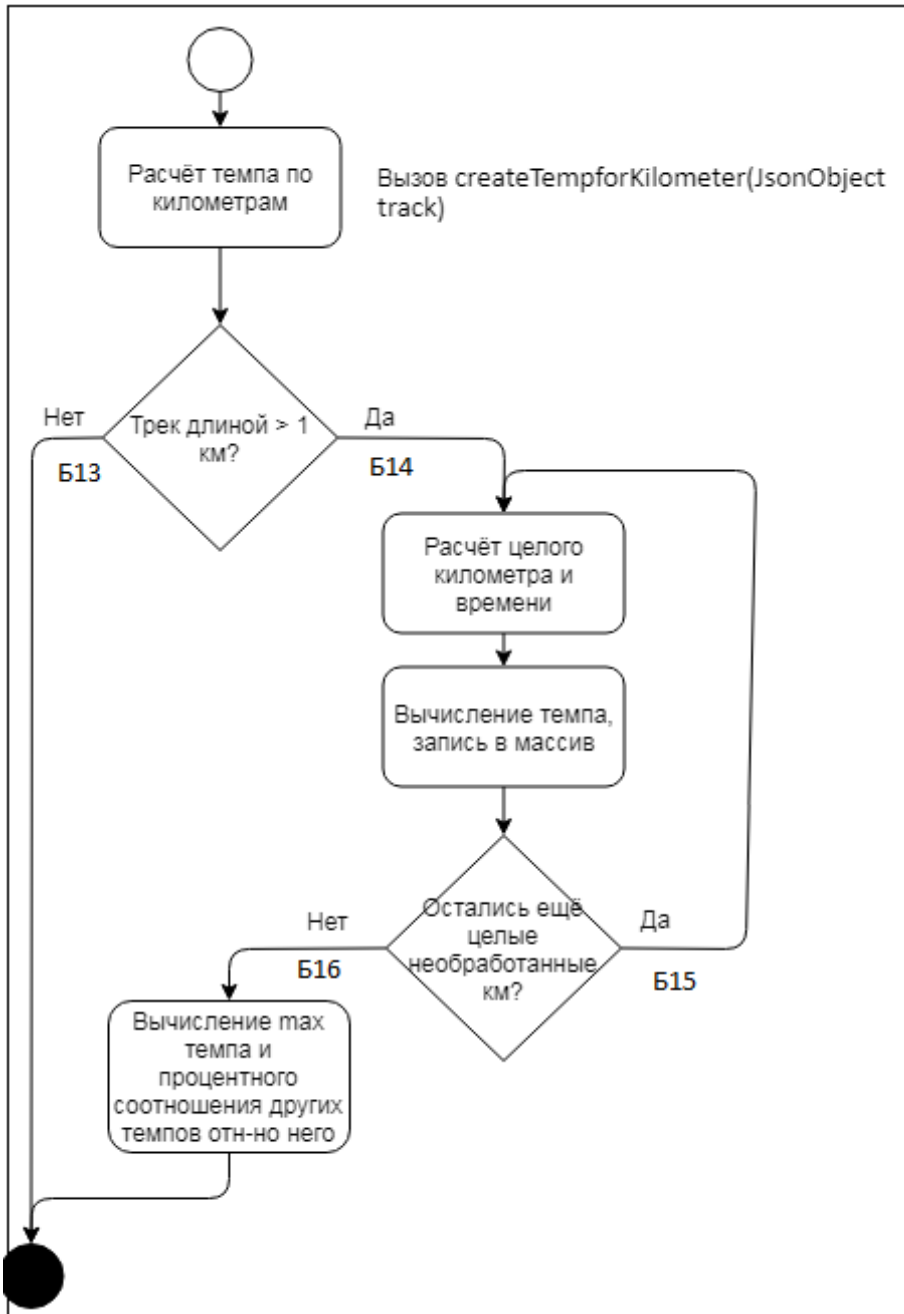 Расчёт темпа по
километрам
Вызов createTempforKilometer(JsonObject
track)
Нет
Трек длиной > 1
км?
Да
Б13
Б14
Расчёт целого
километра и
времени
Вычисление темпа,
запись в массив
Нет
Остались ещё
целые
необработанные
км?
Да
Б16
Б15
Вычисление max
темпа и
процентного
соотношения других
темпов отн-но него